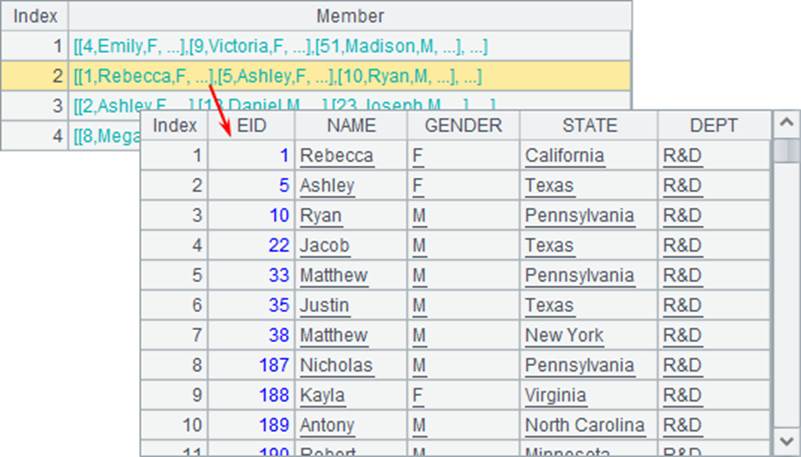 Index Member
1 [[4,Emily,F, ...],[9,Victoria,F, ...],[51,Madison,M, ...], ...]
2 [[1,Rebecca,F, ...],[5,Ashley,F, ...],[10,Ryan,M, ...], ...]
3 [[2,Ashley,F, ...],[12,Daniel,M, ...],[23,Joseph,M, ...], ...]
4 [[8,Mega
Index EID NAME GENDER STATE DEPT
1 1 Rebecca F California R&D
2 5 Ashley F Texas R&D
3 10 Ryan M Pennsylvania R&D
4 22 Jacob M Texas R&D
5 33 Matthew M Pennsylvania R&D
6 35 Justin M Texas R&D
7 38 Matthew M New York R&D
8 187 Nicholas M Pennsylvania R&D
9 188 Kayla F Virginia R&D
10 189 Antony M North Carolina R&D
11 190 Robert M Minnesota R&D